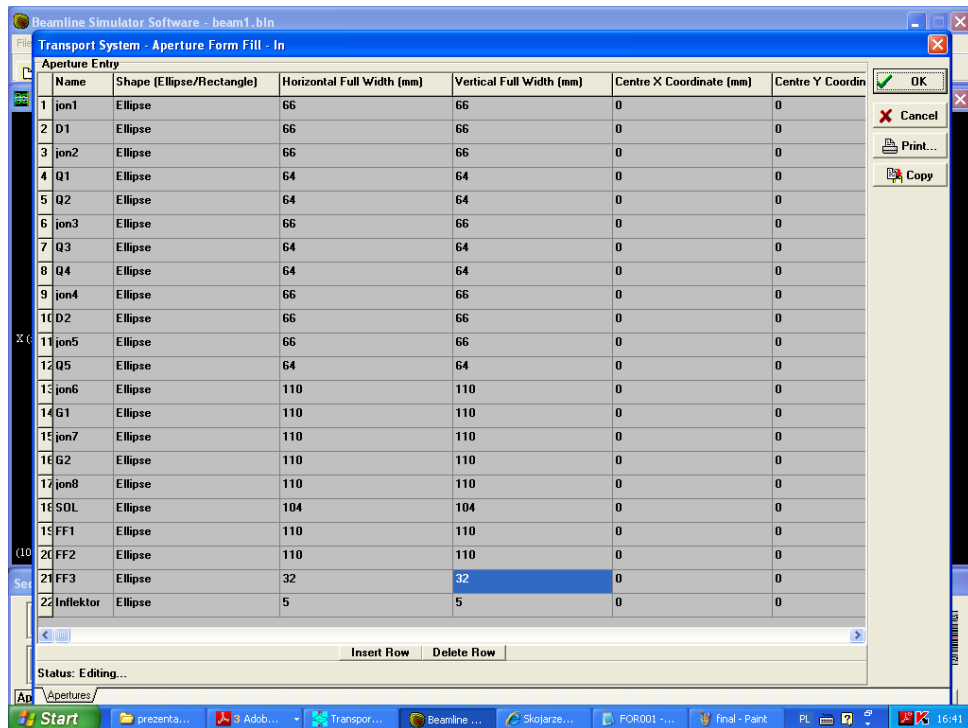 Beamline Simulator Software - beam1.bln
File
Transport System - Aperture Form Fill - In
Aperture Entry
Name Shape (Ellipse/Rectangle) Horizontal Full Width (mm) Vertical Full Width (mm) Centre X Coordinate (mm) Centre Y Coordin
1 jon1 Ellipse 66 66 0 0
2 D1 Ellipse 66 66 0 0
3 jon2 Ellipse 66 66 0 0
4 Q1 Ellipse 64 64 0 0
5 Q2 Ellipse 64 64 0 0
6 jon3 Ellipse 66 66 0 0
7 Q3 Ellipse 64 64 0 0
8 Q4 Ellipse 64 64 0 0
9 jon4 Ellipse 66 66 0 0
10 D2 Ellipse 66 66 0 0
11 jon5 Ellipse 66 66 0 0
12 Q5 Ellipse 64 64 0 0
13 jon6 Ellipse 110 110 0 0
14 G1 Ellipse 110 110 0 0
15 jon7 Ellipse 110 110 0 0
16 G2 Ellipse 110 110 0 0
17 jon8 Ellipse 110 110 0 0
18 SOL Ellipse 104 104 0 0
19 FF1 Ellipse 110 110 0 0
20 FF2 Ellipse 110 110 0 0
21 FF3 Ellipse 32 32 0 0
22 Inflektor Ellipse 5 5 0 0
OK
Cancel
Print...
Copy
X (
(10
Sec
Insert Row Delete Row
Status: Editing...
Ap
Apertures
Start prezenta... 3 Adob... Transpor... Beamline ... Skojarze... FOR001 -... final - Paint PL 16:41